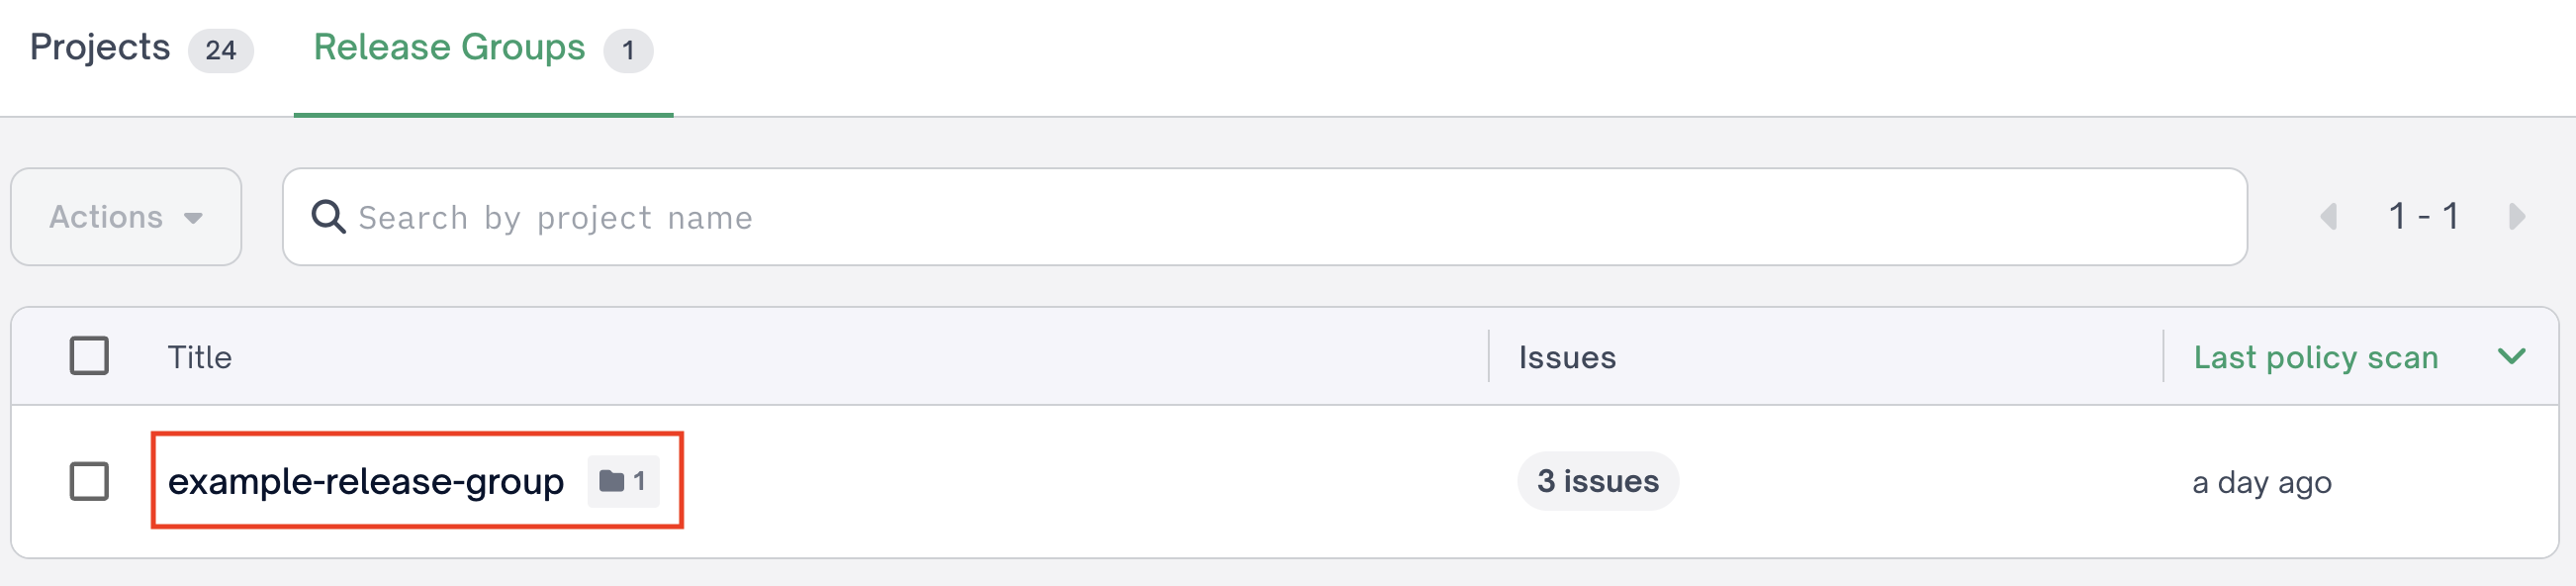 Projects 24 Release Groups 1
Actions Search by project name 1 - 1
Title Issues Last policy scan
example-release-group 1 3 issues a day ago